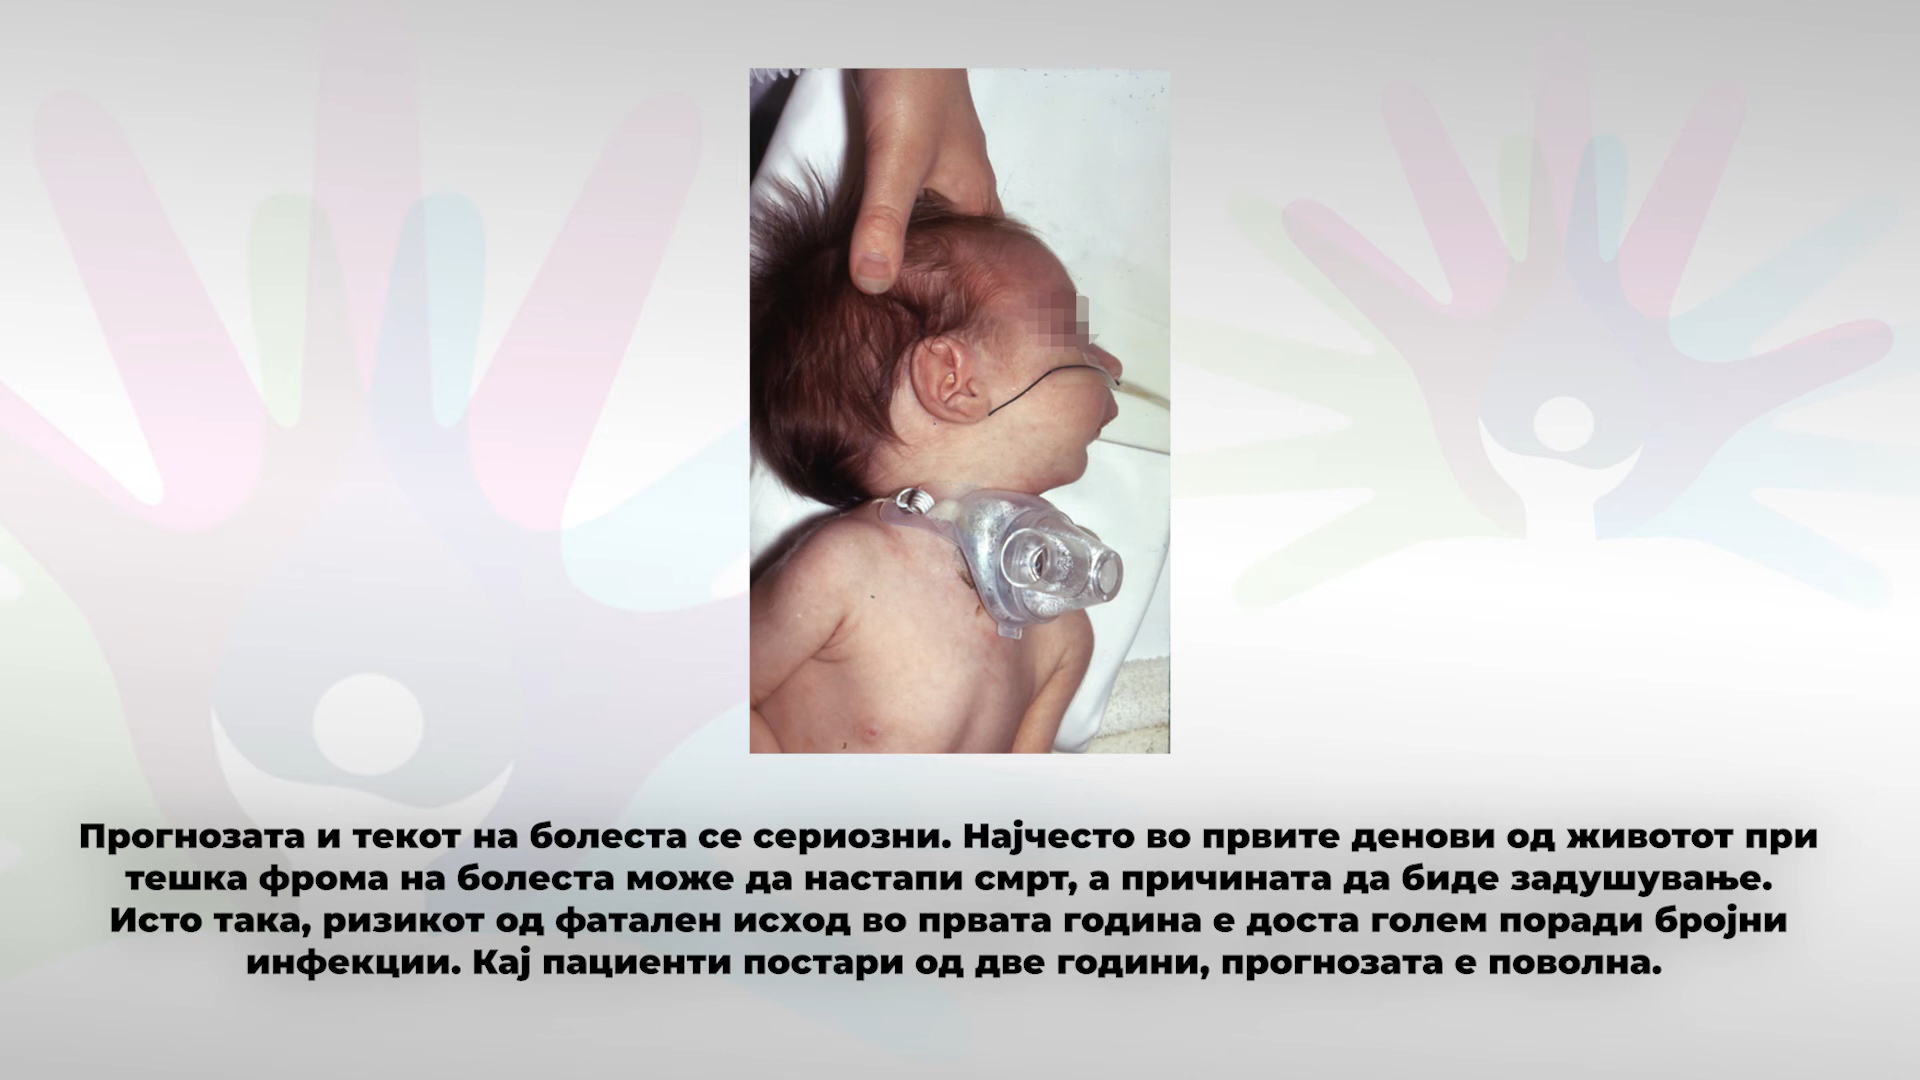 Прогнозата и текот на болеста се сериозни. Најчесто во првите денови од животот при
тешка фрома на болеста може да настапи смрт, а причината да биде задушување.
Исто така, ризикот од фатален исход во првата година е доста голем поради бројни
инфекции. Кај пациенти постари од две години, прогнозата е поволна.